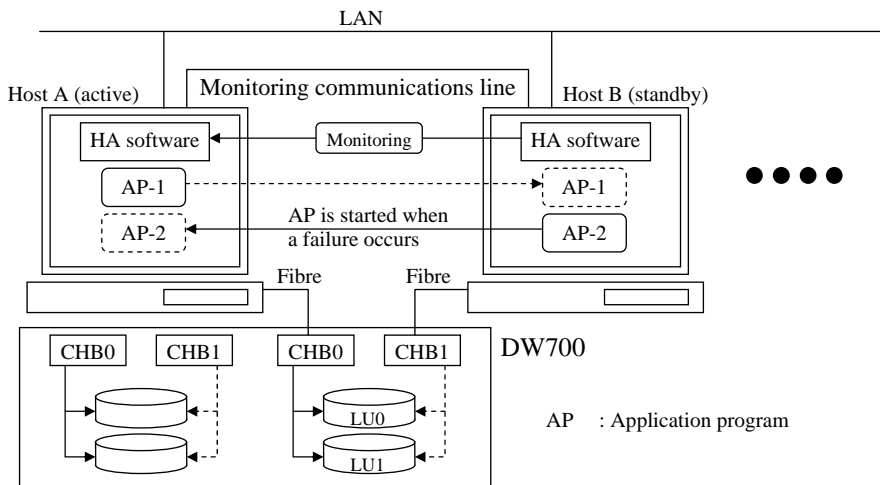 LAN
Monitoring communications line
Host A (active)
Host B (standby)
HA software
Monitoring
HA software
AP-1
AP-1
AP is started when
a failure occurs
AP-2
AP-2
Fibre
Fibre
CHB0
CHB1
CHB0
CHB1
DW700
LU0
LU1
AP : Application program